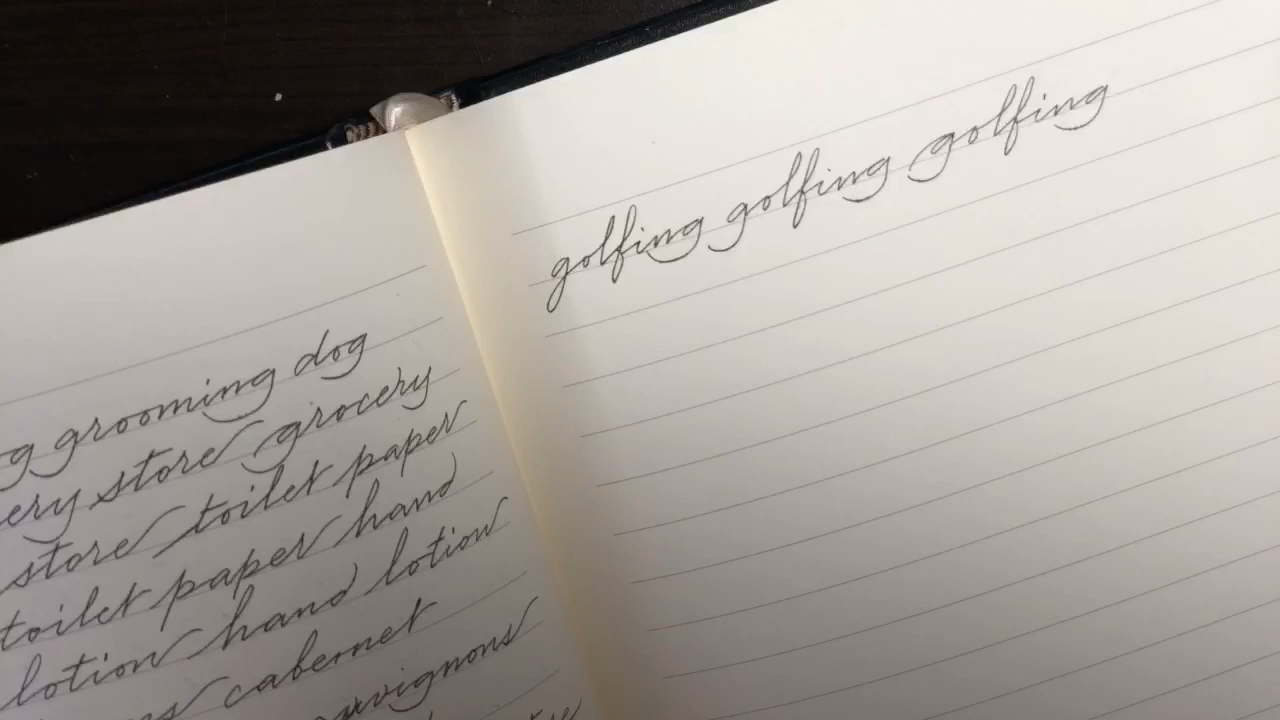 grooming dog
store grocery
store toilet paper
toilet paper hand
lotion hand lotion
cabernet
golfing golfing golfing